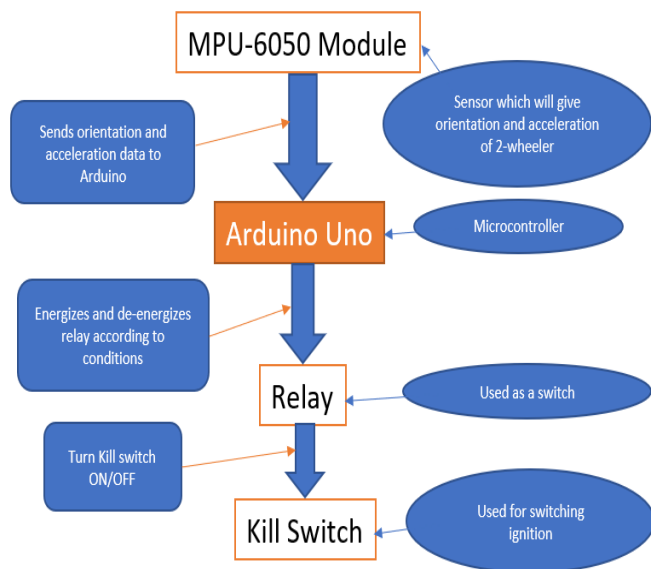 MPU-6050 Module
Sensor which will give
orientation and acceleration
of 2-wheeler
Sends orientation and
acceleration data to
Arduino
Arduino Uno
Microcontroller
Energizes and de-energizes
relay according to
conditions
Relay
Used as a switch
Turn Kill switch
ON/OFF
Kill Switch
Used for switching
ignition